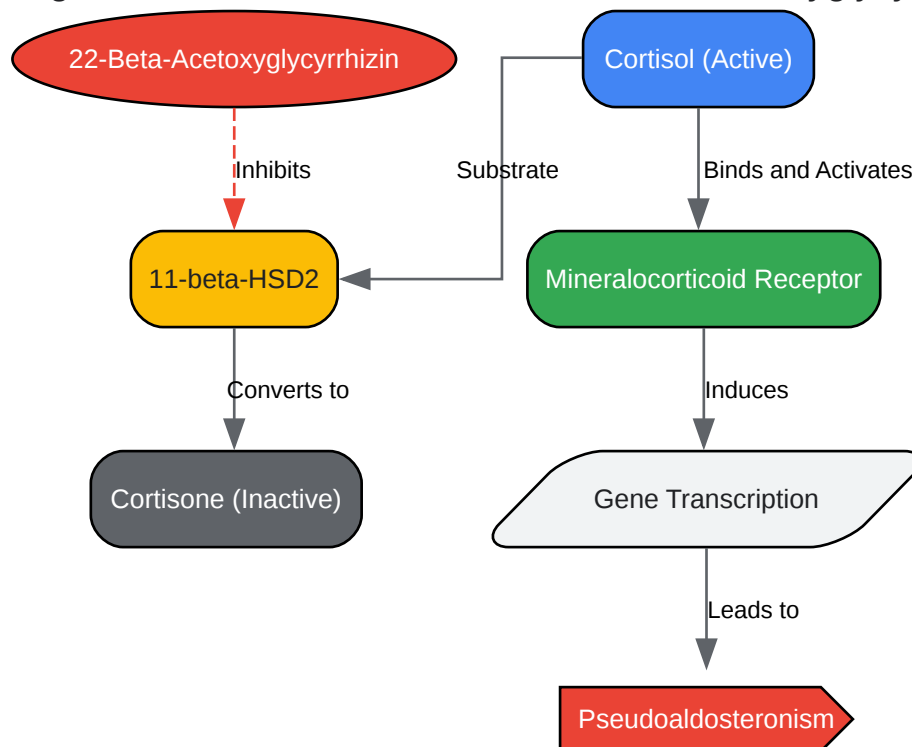 22-Beta-Acetoxyglycyrrhizin
Cortisol (Active)
Inhibits
Substrate
Binds and Activates
11-beta-HSD2
Mineralocorticoid Receptor
Converts to
Induces
Cortisone (Inactive)
Gene Transcription
Leads to
Pseudoaldosteronism